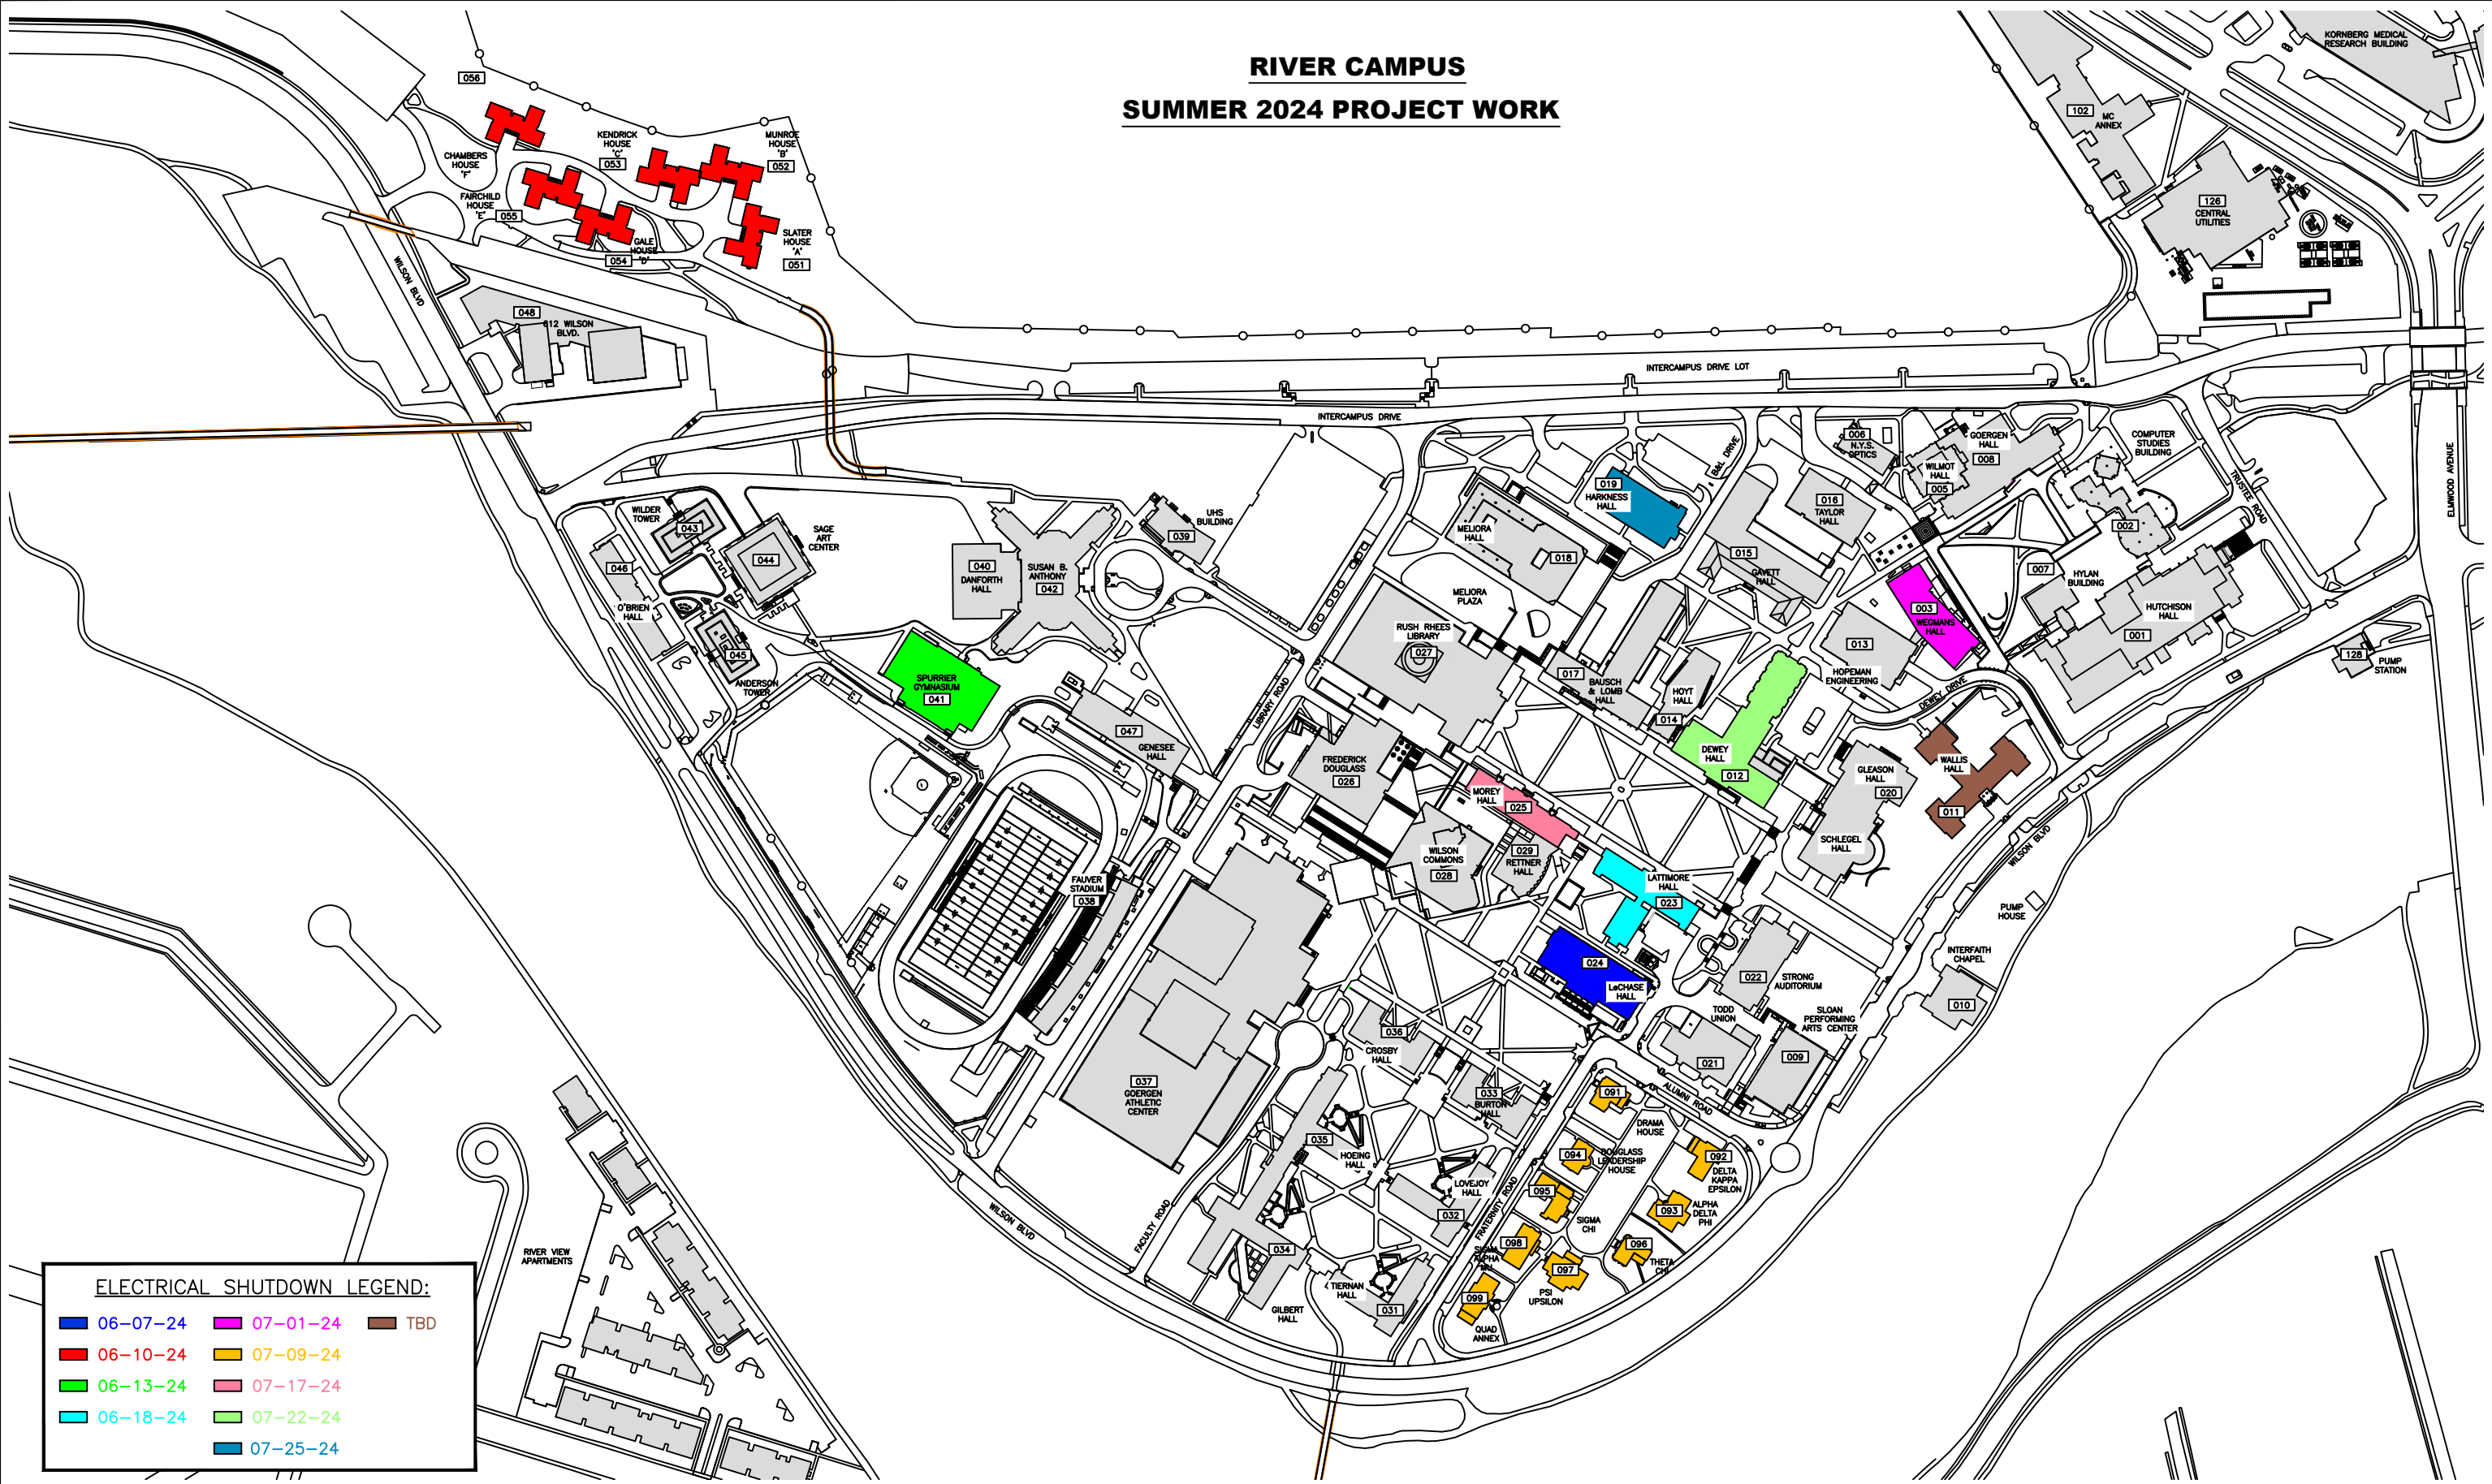 RIVER CAMPUS
SUMMER 2024 PROJECT WORK
KORNBERG MEDICAL
RESEARCH BUILDING
056
102
MC
ANNEX
CHAMBERS
HOUSE
'F'
KENDRICK
HOUSE
'C'
053
MUNROE
HOUSE
'B'
052
FAIRCHILD
HOUSE
'E'
055
GALE
HOUSE
'D'
054
SLATER
HOUSE
'A'
051
126
CENTRAL
UTILITIES
WILSON BLVD
048
612 WILSON
BLVD.
INTERCAMPUS DRIVE LOT
INTERCAMPUS DRIVE
B&L DRIVE
006
N.Y.S.
OPTICS
GOERGEN
HALL
008
WILMOT
HALL
005
COMPUTER
STUDIES
BUILDING
002
TRUSTEE ROAD
ELMWOOD AVENUE
WILDER
TOWER
043
SAGE
ART
CENTER
044
046
O'BRIEN
HALL
045
ANDERSON
TOWER
040
DANFORTH
HALL
SUSAN B.
ANTHONY
042
UHS
BUILDING
039
MELIORA
HALL
018
019
HARKNESS
HALL
016
TAYLOR
HALL
015
GAVETT
HALL
007
HYLAN
BUILDING
HUTCHISON
HALL
001
128
PUMP
STATION
003
WEGMANS
HALL
013
HOPEMAN
ENGINEERING
DEWEY DRIVE
MELIORA
PLAZA
RUSH RHEES
LIBRARY
027
017
BAUSCH
& LOMB
HALL
HOYT
HALL
014
DEWEY
HALL
012
SPURRIER
GYMNASIUM
041
047
GENESEE
HALL
LIBRARY ROAD
FREDERICK
DOUGLASS
026
MOREY
HALL
025
WILSON
COMMONS
028
029
RETTNER
HALL
GLEASON
HALL
020
SCHLEGEL
HALL
WALLIS
HALL
011
WILSON BLVD
PUMP
HOUSE
INTERFAITH
CHAPEL
010
FAUVER
STADIUM
038
LATTIMORE
HALL
023
024
LeCHASE
HALL
022
STRONG
AUDITORIUM
TODD
UNION
021
SLOAN
PERFORMING
ARTS CENTER
009
037
GOERGEN
ATHLETIC
CENTER
036
CROSBY
HALL
033
BURTON
HALL
035
HOEING
HALL
LOVEJOY
HALL
032
034
GILBERT
HALL
TIERNAN
HALL
031
FACULTY ROAD
WILSON BLVD
FRATERNITY ROAD
ALUMNI ROAD
091
DRAMA
HOUSE
094
DOUGLASS
LEADERSHIP
HOUSE
092
DELTA
KAPPA
EPSILON
095
SIGMA
CHI
093
ALPHA
DELTA
PHI
098
SIGMA
ALPHA
MU
097
PSI
UPSILON
096
THETA
CHI
099
QUAD
ANNEX
RIVER VIEW
APARTMENTS
ELECTRICAL SHUTDOWN LEGEND:
06-07-24 07-01-24 TBD
06-10-24 07-09-24
06-13-24 07-17-24
06-18-24 07-22-24
07-25-24